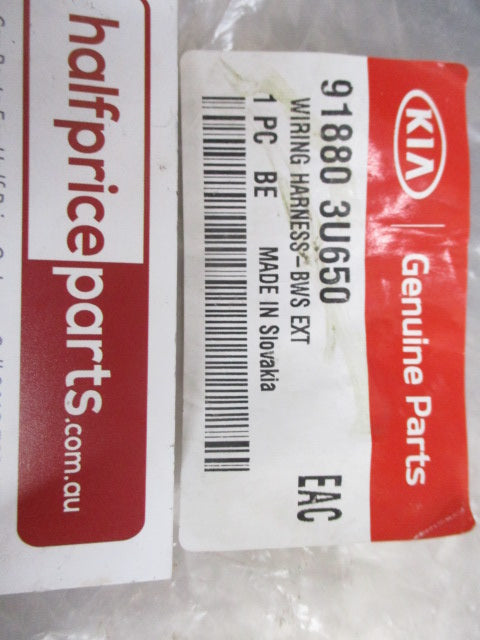 KIA Genuine Parts
91880 3U650
WIRING HARNESS-BWS EXT
1 PC BE MADE IN Slovakia
EAC
halfpriceparts.com.au